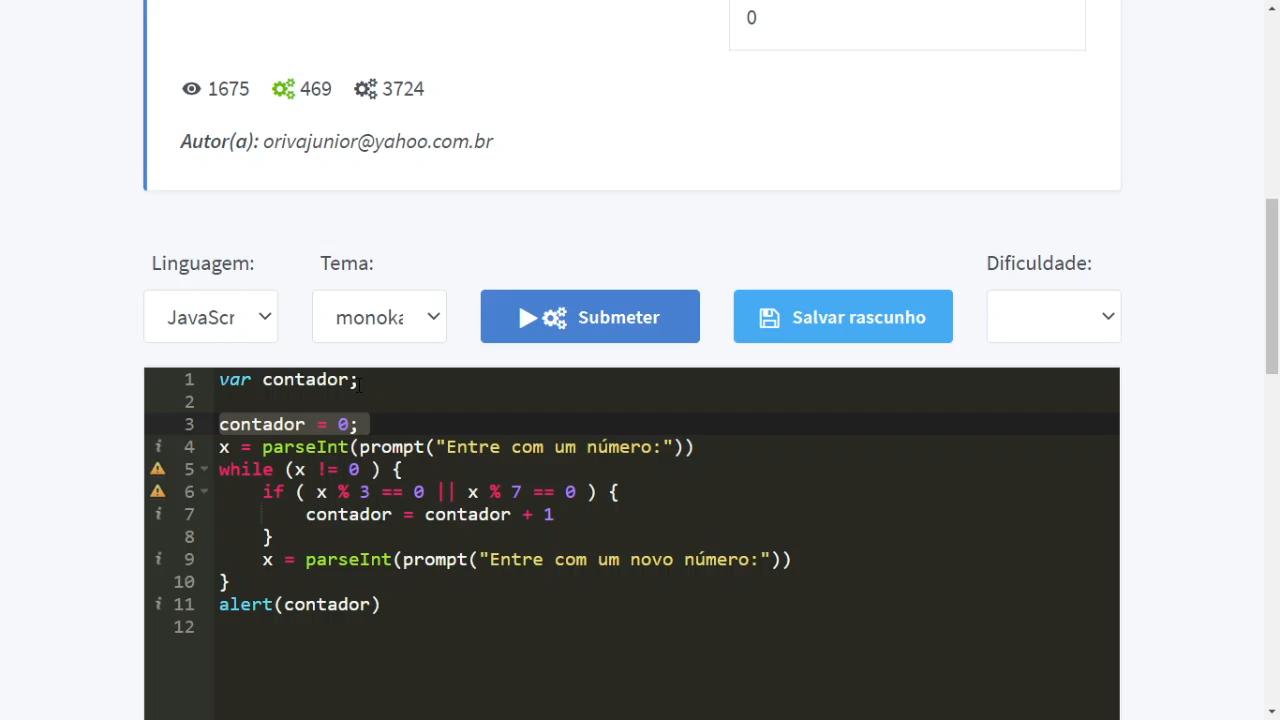 0
1675 469 3724
Autor(a): orivajunior@yahoo.com.br
Linguagem: Tema: Dificuldade:
JavaScr monoka Submeter Salvar rascunho
1 var contador;
2
3 contador = 0;
4 x = parseInt(prompt("Entre com um número:"))
5 while (x != 0 ) {
6 if ( x % 3 == 0 || x % 7 == 0 ) {
7 contador = contador + 1
8 }
9 x = parseInt(prompt("Entre com um novo número:"))
10 }
11 alert(contador)
12